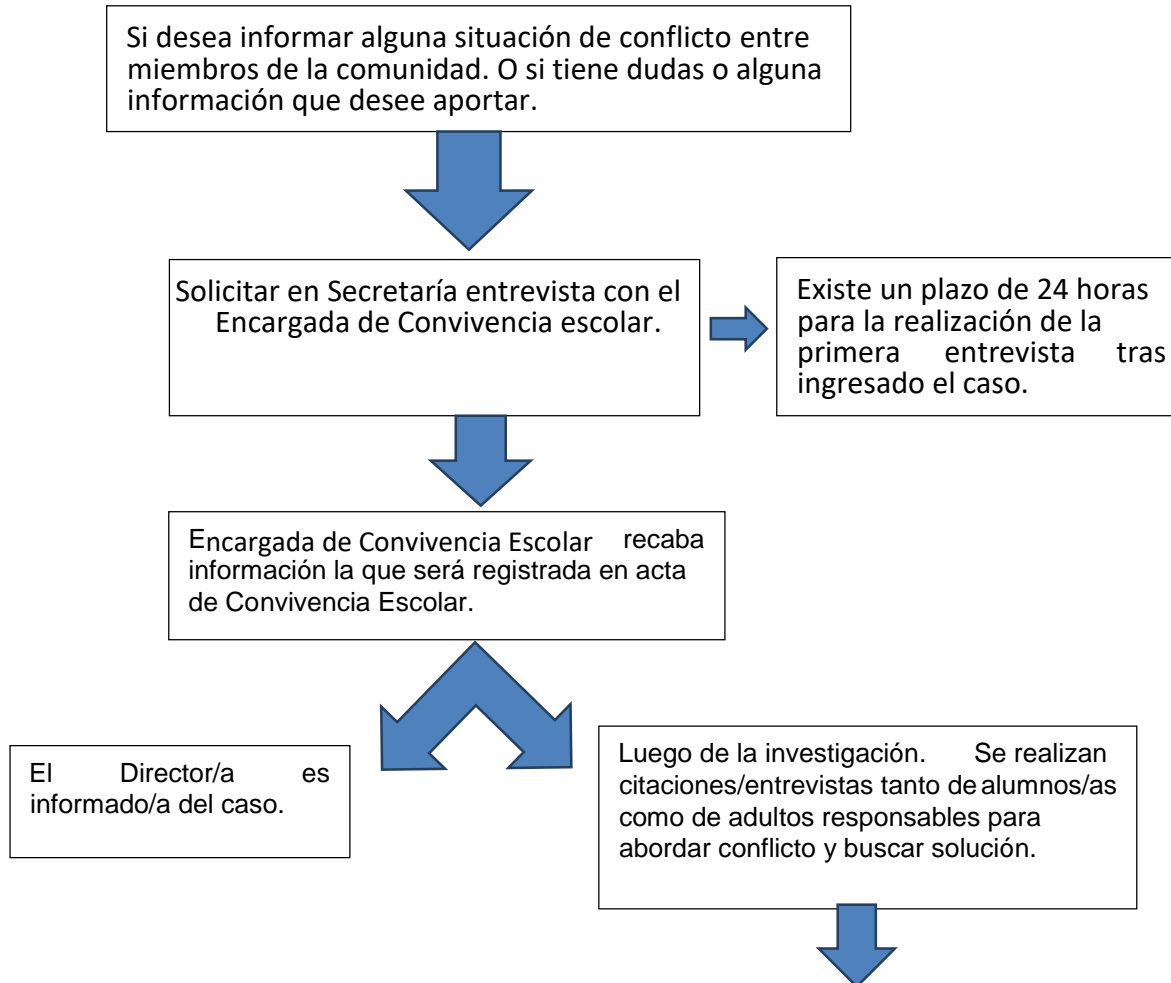 Si desea informar alguna situación de conflicto entre
miembros de la comunidad. O si tiene dudas o alguna
información que desee aportar.
Solicitar en Secretaría entrevista con el
Encargada de Convivencia escolar.
Existe un plazo de 24 horas
para la realización de la
primera entrevista tras
ingresado el caso.
Encargada de Convivencia Escolar recaba
información la que será registrada en acta
de Convivencia Escolar.
El Director/a es
informado/a del caso.
Luego de la investigación. Se realizan
citaciones/entrevistas tanto de alumnos/as
como de adultos responsables para
abordar conflicto y buscar solución.